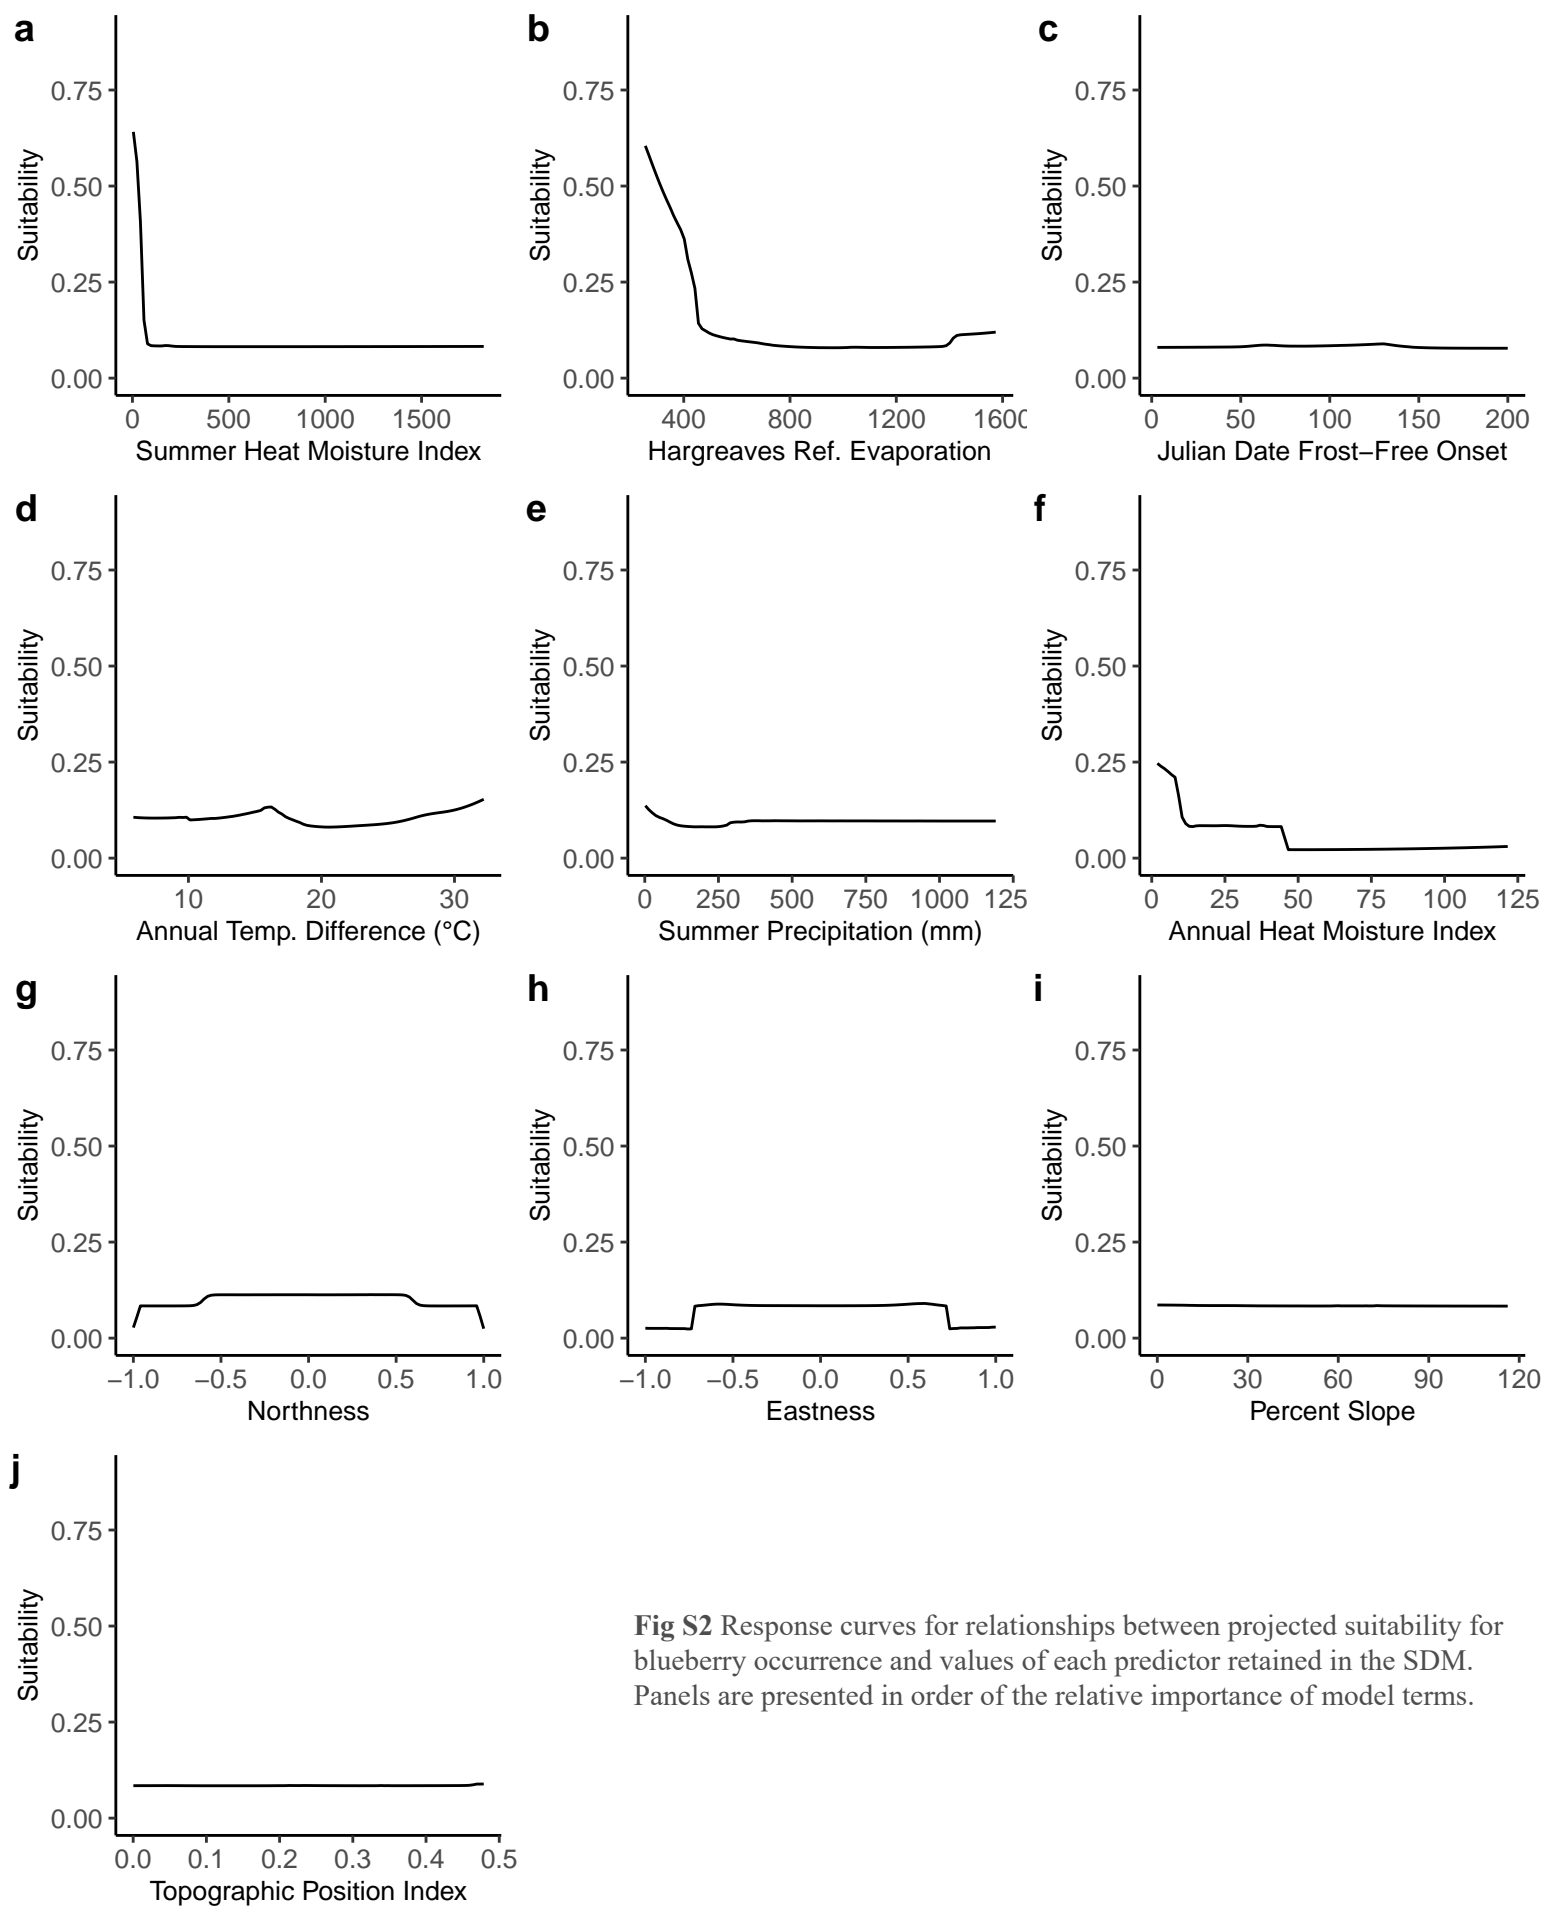 a
0.75
0.50
0.25
0.00
Suitability
0 500 1000 1500
Summer Heat Moisture Index
b
0.75
0.50
0.25
0.00
Suitability
400 800 1200 160
Hargreaves Ref. Evaporation
c
0.75
0.50
0.25
0.00
Suitability
0 50 100 150 200
Julian Date Frost−Free Onset
d
0.75
0.50
0.25
0.00
Suitability
10 20 30
Annual Temp. Difference (°C)
e
0.75
0.50
0.25
0.00
Suitability
0 250 500 750 1000 125
Summer Precipitation (mm)
f
0.75
0.50
0.25
0.00
Suitability
0 25 50 75 100 125
Annual Heat Moisture Index
g
0.75
0.50
0.25
0.00
Suitability
−1.0 −0.5 0.0 0.5 1.0
Northness
h
0.75
0.50
0.25
0.00
Suitability
−1.0 −0.5 0.0 0.5 1.0
Eastness
i
0.75
0.50
0.25
0.00
Suitability
0 30 60 90 120
Percent Slope
j
0.75
0.50
0.25
0.00
Suitability
0.0 0.1 0.2 0.3 0.4 0.5
Topographic Position Index
Fig S2 Response curves for relationships between projected suitability for
blueberry occurrence and values of each predictor retained in the SDM.
Panels are presented in order of the relative importance of model terms.